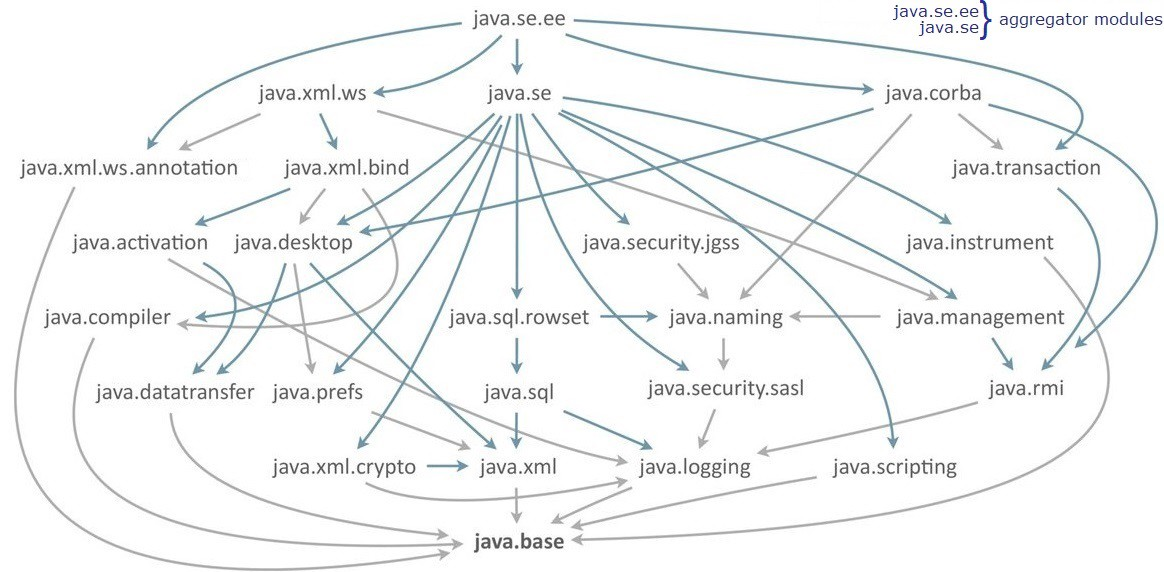 java.se.ee
java.se.ee
java.se
} aggregator modules
java.xml.ws
java.se
java.corba
java.xml.ws.annotation
java.xml.bind
java.transaction
java.activation
java.desktop
java.security.jgss
java.instrument
java.compiler
java.sql.rowset
java.naming
java.management
java.datatransfer
java.prefs
java.sql
java.security.sasl
java.rmi
java.xml.crypto
java.xml
java.logging
java.scripting
java.base